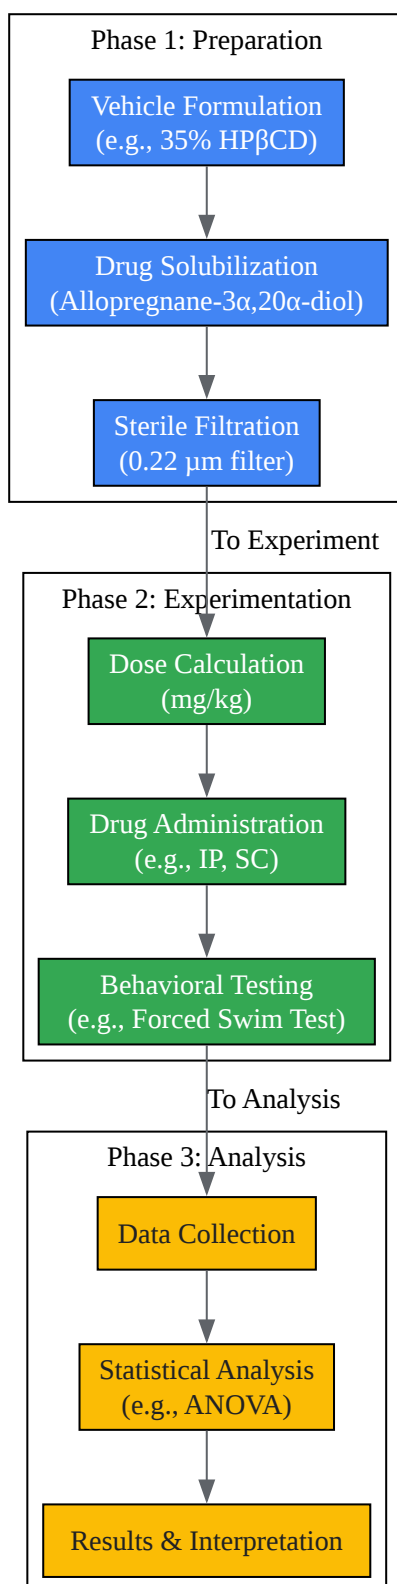 Phase 1: Preparation
Vehicle Formulation
(e.g., 35% HPβCD)
Drug Solubilization
(Allopregnane-3α,20α-diol)
Sterile Filtration
(0.22 µm filter)
To Experiment
Phase 2: Experimentation
Dose Calculation
(mg/kg)
Drug Administration
(e.g., IP, SC)
Behavioral Testing
(e.g., Forced Swim Test)
To Analysis
Phase 3: Analysis
Data Collection
Statistical Analysis
(e.g., ANOVA)
Results & Interpretation